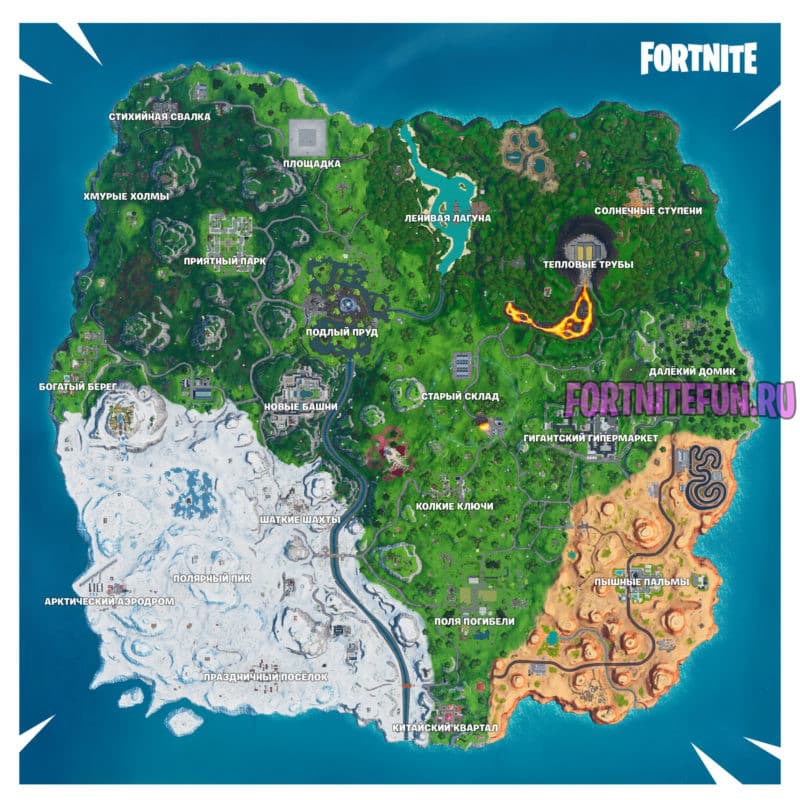 FORTNITE
СТИХИЙНАЯ СВАЛКА
ПЛОЩАДКА
ХМУРЫЕ ХОЛМЫ
ЛЕНИВАЯ ЛАГУНА
СОЛНЕЧНЫЕ СТУПЕНИ
ПРИЯТНЫЙ ПАРК
ТЕПЛОВЫЕ ТРУБЫ
ПОДЛЫЙ ПРУД
ДАЛЁКИЙ ДОМИК
БОГАТЫЙ БЕРЕГ
СТАРЫЙ СКЛАД
FORTNITEFUN.RU
НОВЫЕ БАШНИ
ГИГАНТСКИЙ ГИПЕРМАРКЕТ
КОЛКИЕ КЛЮЧИ
ШАТКИЕ ШАХТЫ
ПОЛЯРНЫЙ ПИК
ПЫШНЫЕ ПАЛЬМЫ
АРКТИЧЕСКИЙ АЭРОДРОМ
ПОЛЯ ПОГИБЕЛИ
ПРАЗДНИЧНЫЙ ПОСЁЛОК
КИТАЙСКИЙ КВАРТАЛ